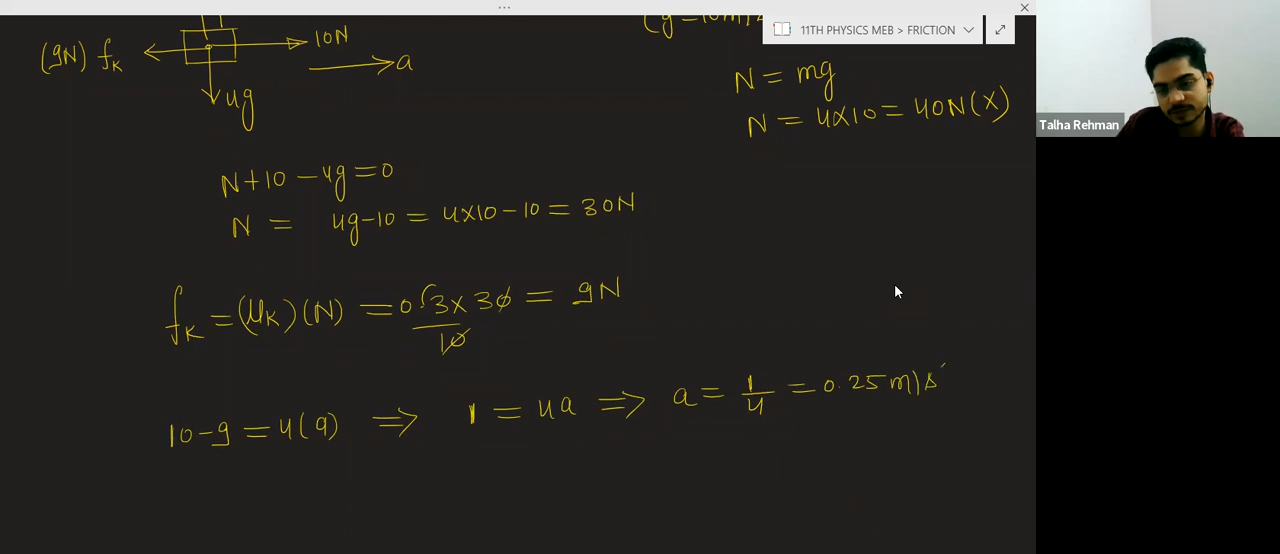 11TH PHYSICS MEB > FRICTION
(g=10m/
(9N) fK
10N
a
4g
N = mg
N = 4×10 = 40N(X)
Talha Rehman
N+10-4g=0
N = 4g-10 = 4×10-10 = 30N
fK = (μK)(N) = 0.3×30/10 = 9N
10-9=4(a) ⇒ 1 = 4a ⇒ a = 1/4 = 0.25m/s